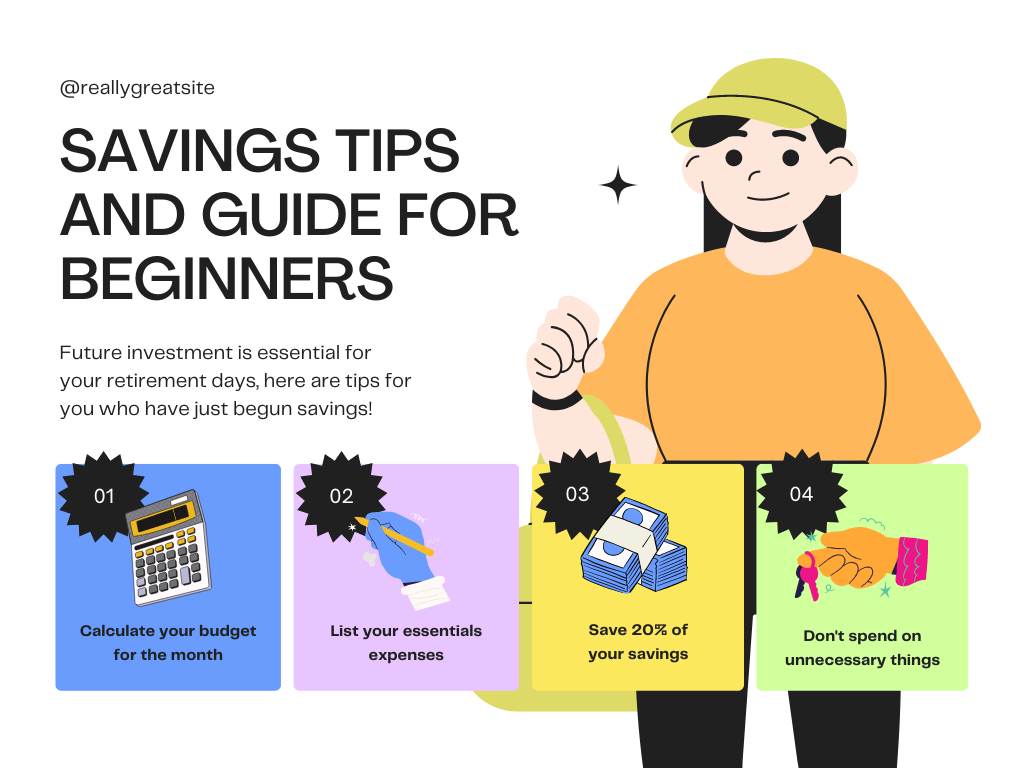 @reallygreatsite
SAVINGS TIPS
AND GUIDE FOR
BEGINNERS
Future investment is essential for
your retirement days, here are tips for
you who have just begun savings!
01
Calculate your budget
for the month
02
List your essentials
expenses
03
Save 20% of
your savings
04
Don't spend on
unnecessary things